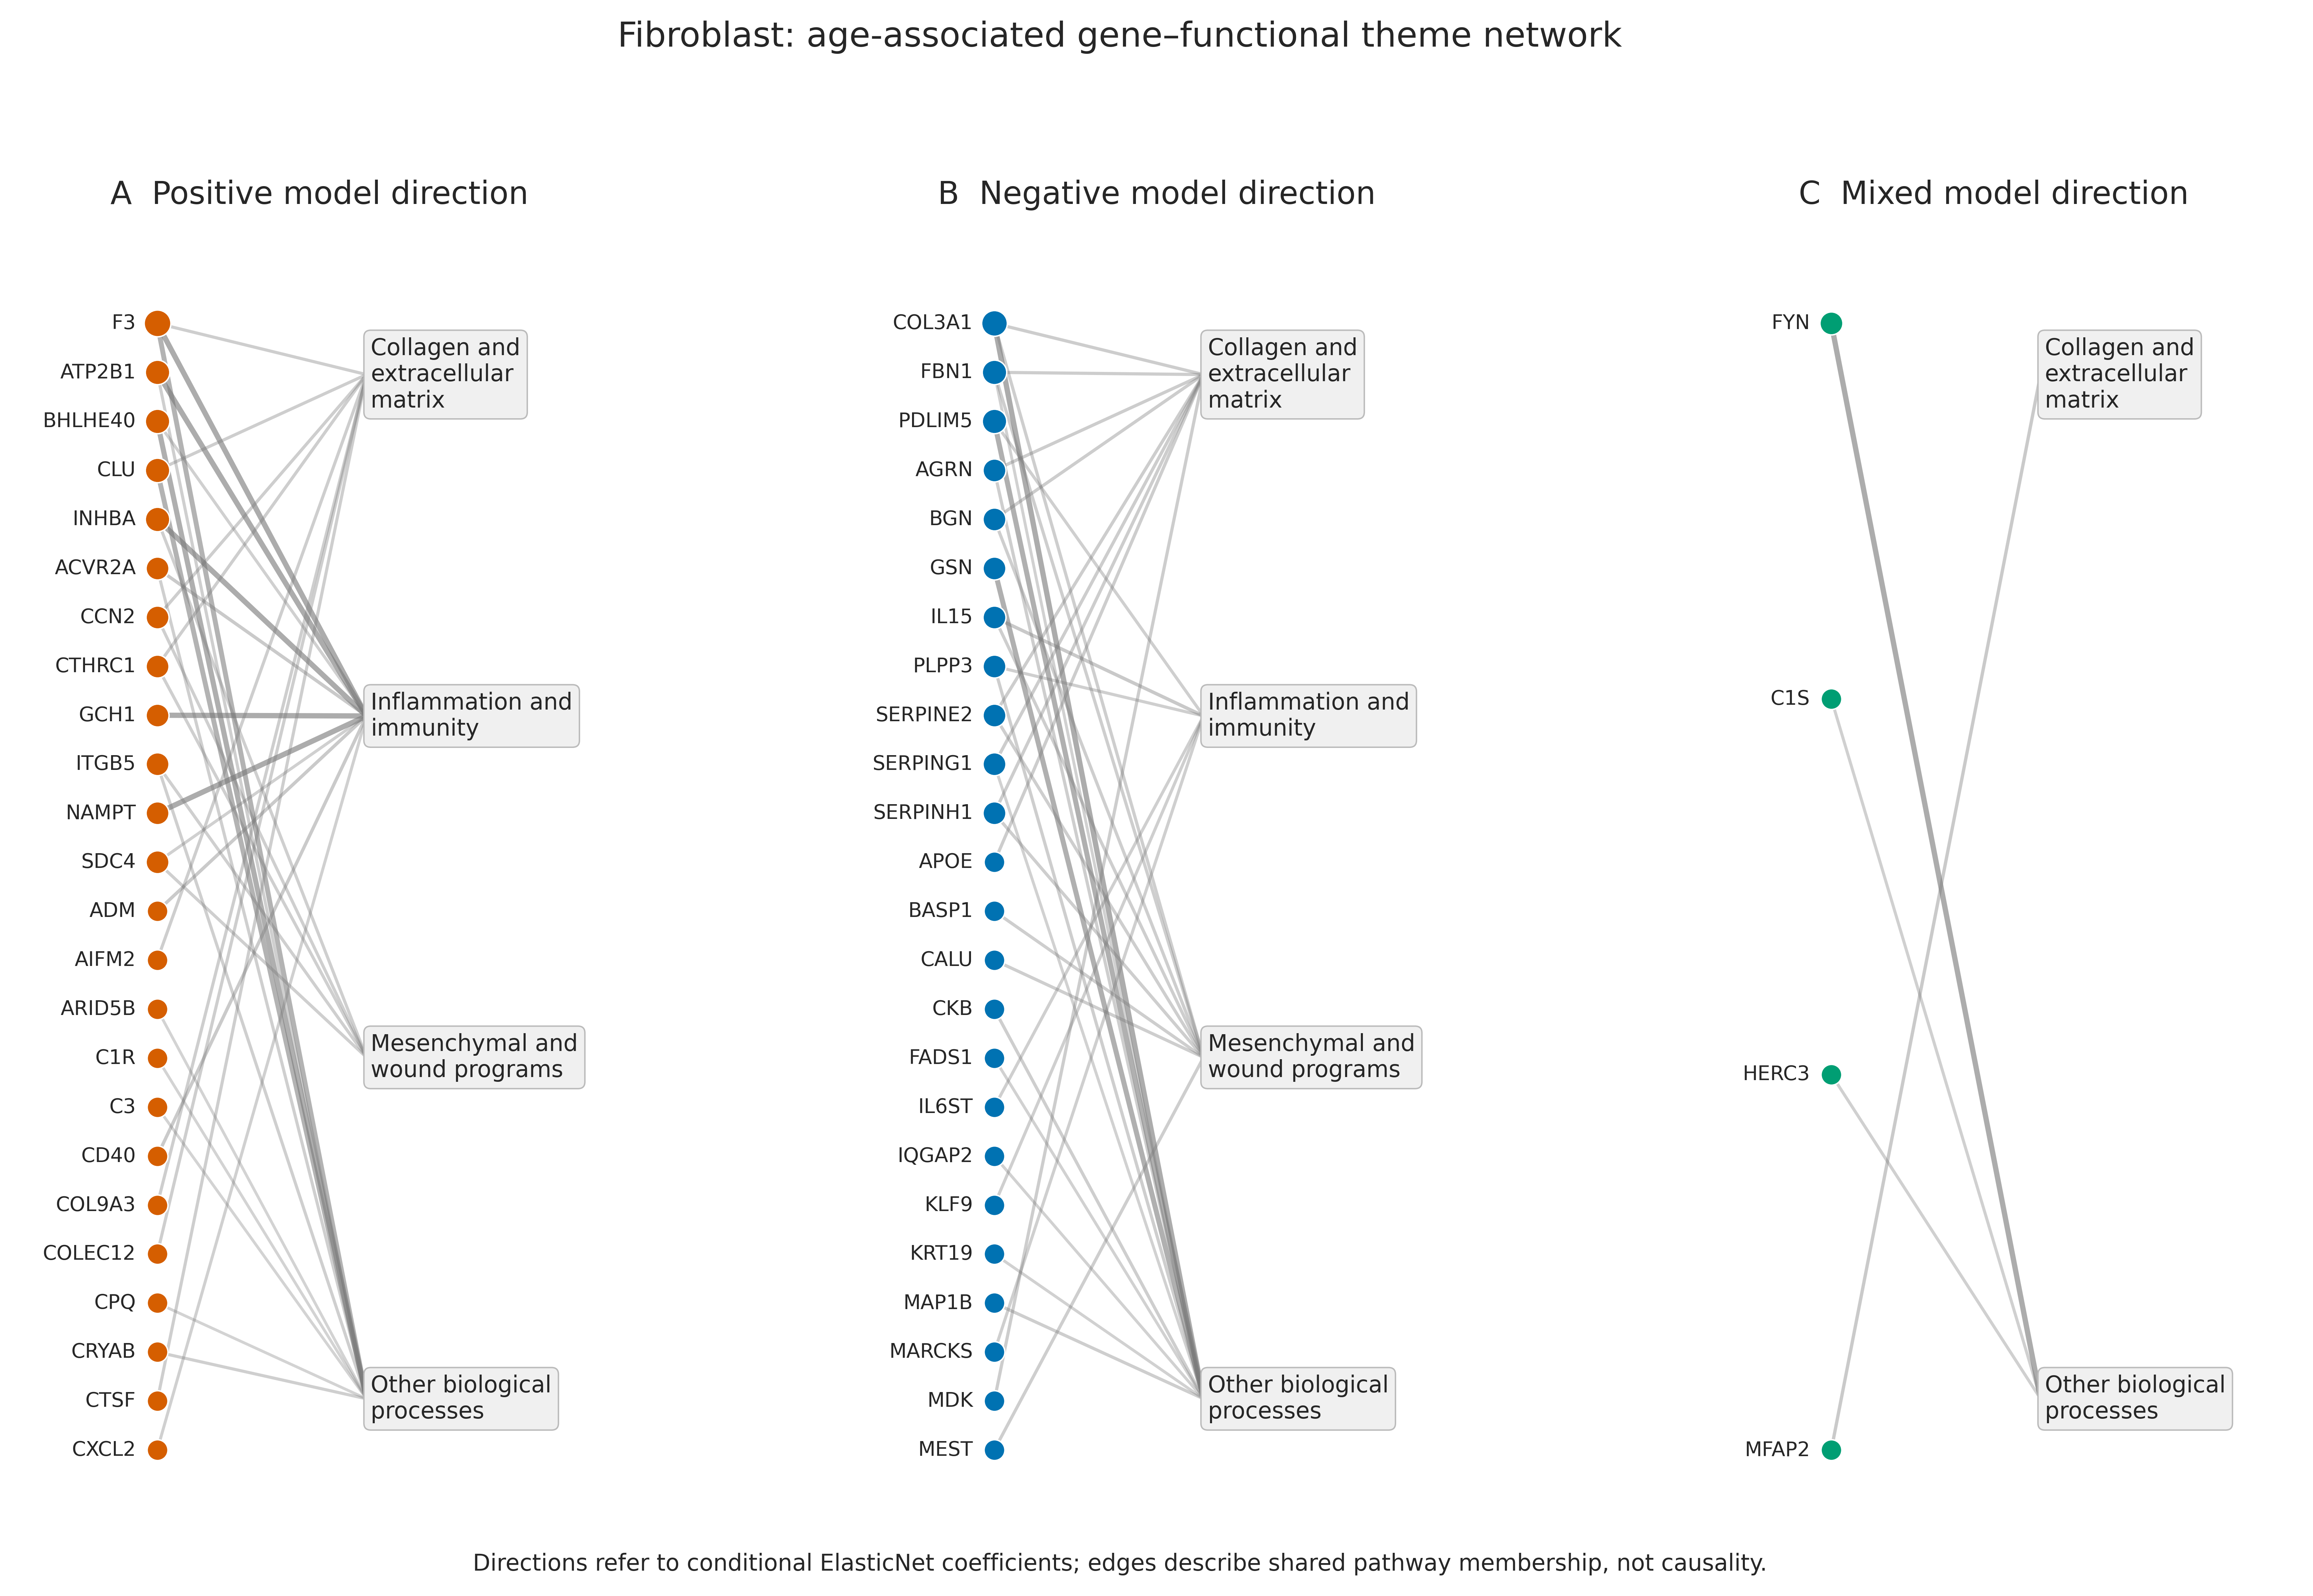 Fibroblast: age-associated gene–functional theme network
A Positive model direction
F3
ATP2B1
BHLHE40
CLU
INHBA
ACVR2A
CCN2
CTHRC1
GCH1
ITGB5
NAMPT
SDC4
ADM
AIFM2
ARID5B
C1R
C3
CD40
COL9A3
COLEC12
CPQ
CRYAB
CTSF
CXCL2
Collagen and
extracellular
matrix
Inflammation and
immunity
Mesenchymal and
wound programs
Other biological
processes
B Negative model direction
COL3A1
FBN1
PDLIM5
AGRN
BGN
GSN
IL15
PLPP3
SERPINE2
SERPING1
SERPINH1
APOE
BASP1
CALU
CKB
FADS1
IL6ST
IQGAP2
KLF9
KRT19
MAP1B
MARCKS
MDK
MEST
Collagen and
extracellular
matrix
Inflammation and
immunity
Mesenchymal and
wound programs
Other biological
processes
C Mixed model direction
FYN
C1S
HERC3
MFAP2
Collagen and
extracellular
matrix
Other biological
processes
Directions refer to conditional ElasticNet coefficients; edges describe shared pathway membership, not causality.